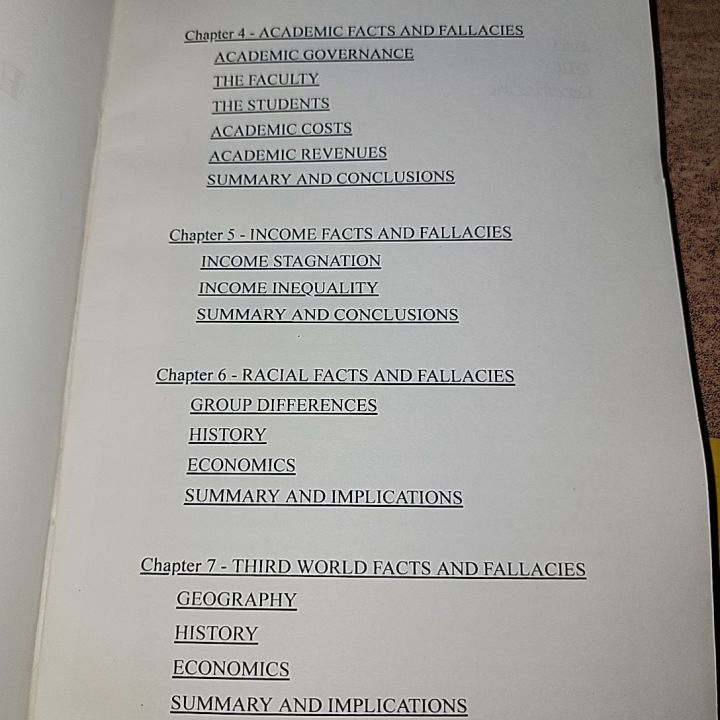 Chapter 4 - ACADEMIC FACTS AND FALLACIES
ACADEMIC GOVERNANCE
THE FACULTY
THE STUDENTS
ACADEMIC COSTS
ACADEMIC REVENUES
SUMMARY AND CONCLUSIONS
Chapter 5 - INCOME FACTS AND FALLACIES
INCOME STAGNATION
INCOME INEQUALITY
SUMMARY AND CONCLUSIONS
Chapter 6 - RACIAL FACTS AND FALLACIES
GROUP DIFFERENCES
HISTORY
ECONOMICS
SUMMARY AND IMPLICATIONS
Chapter 7 - THIRD WORLD FACTS AND FALLACIES
GEOGRAPHY
HISTORY
ECONOMICS
SUMMARY AND IMPLICATIONS